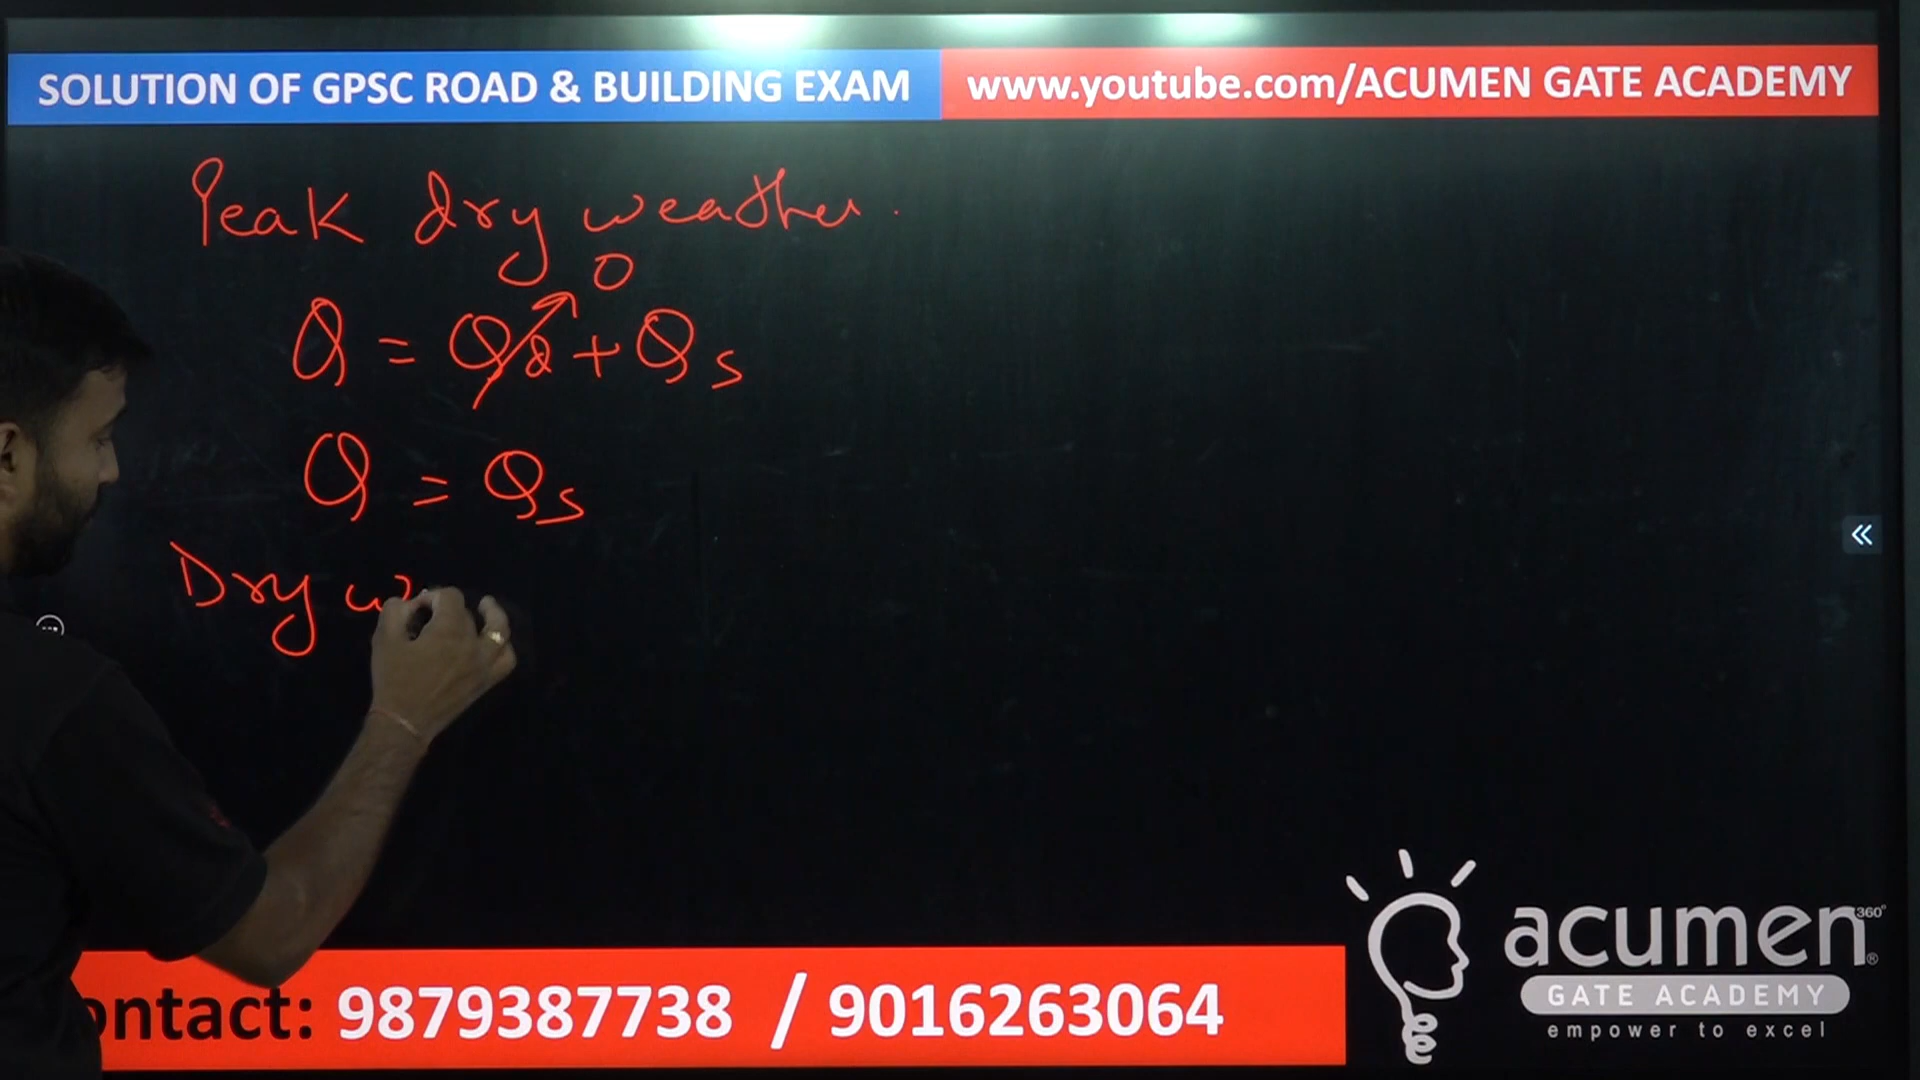 SOLUTION OF GPSC ROAD & BUILDING EXAM
www.youtube.com/ACUMEN GATE ACADEMY
Peak dry weather.
0
Q = Qd + Qs
Q = Qs
Dry
ontact: 9879387738 / 9016263064
acumen 360° ®
GATE ACADEMY
empower to excel